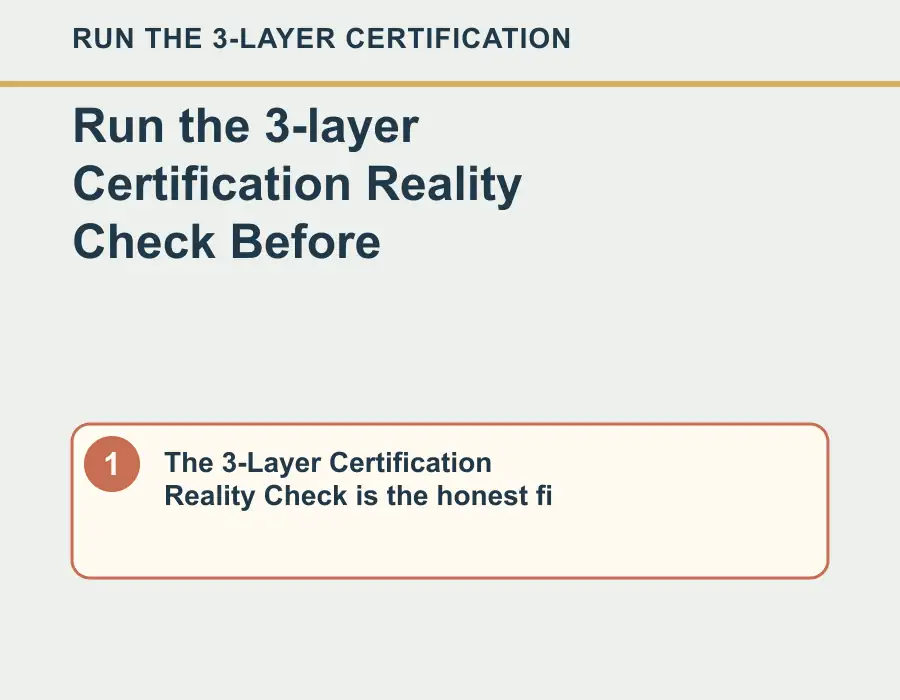 RUN THE 3-LAYER CERTIFICATION
Run the 3-layer
Certification Reality
Check Before
1
The 3-Layer Certification
Reality Check is the honest fi